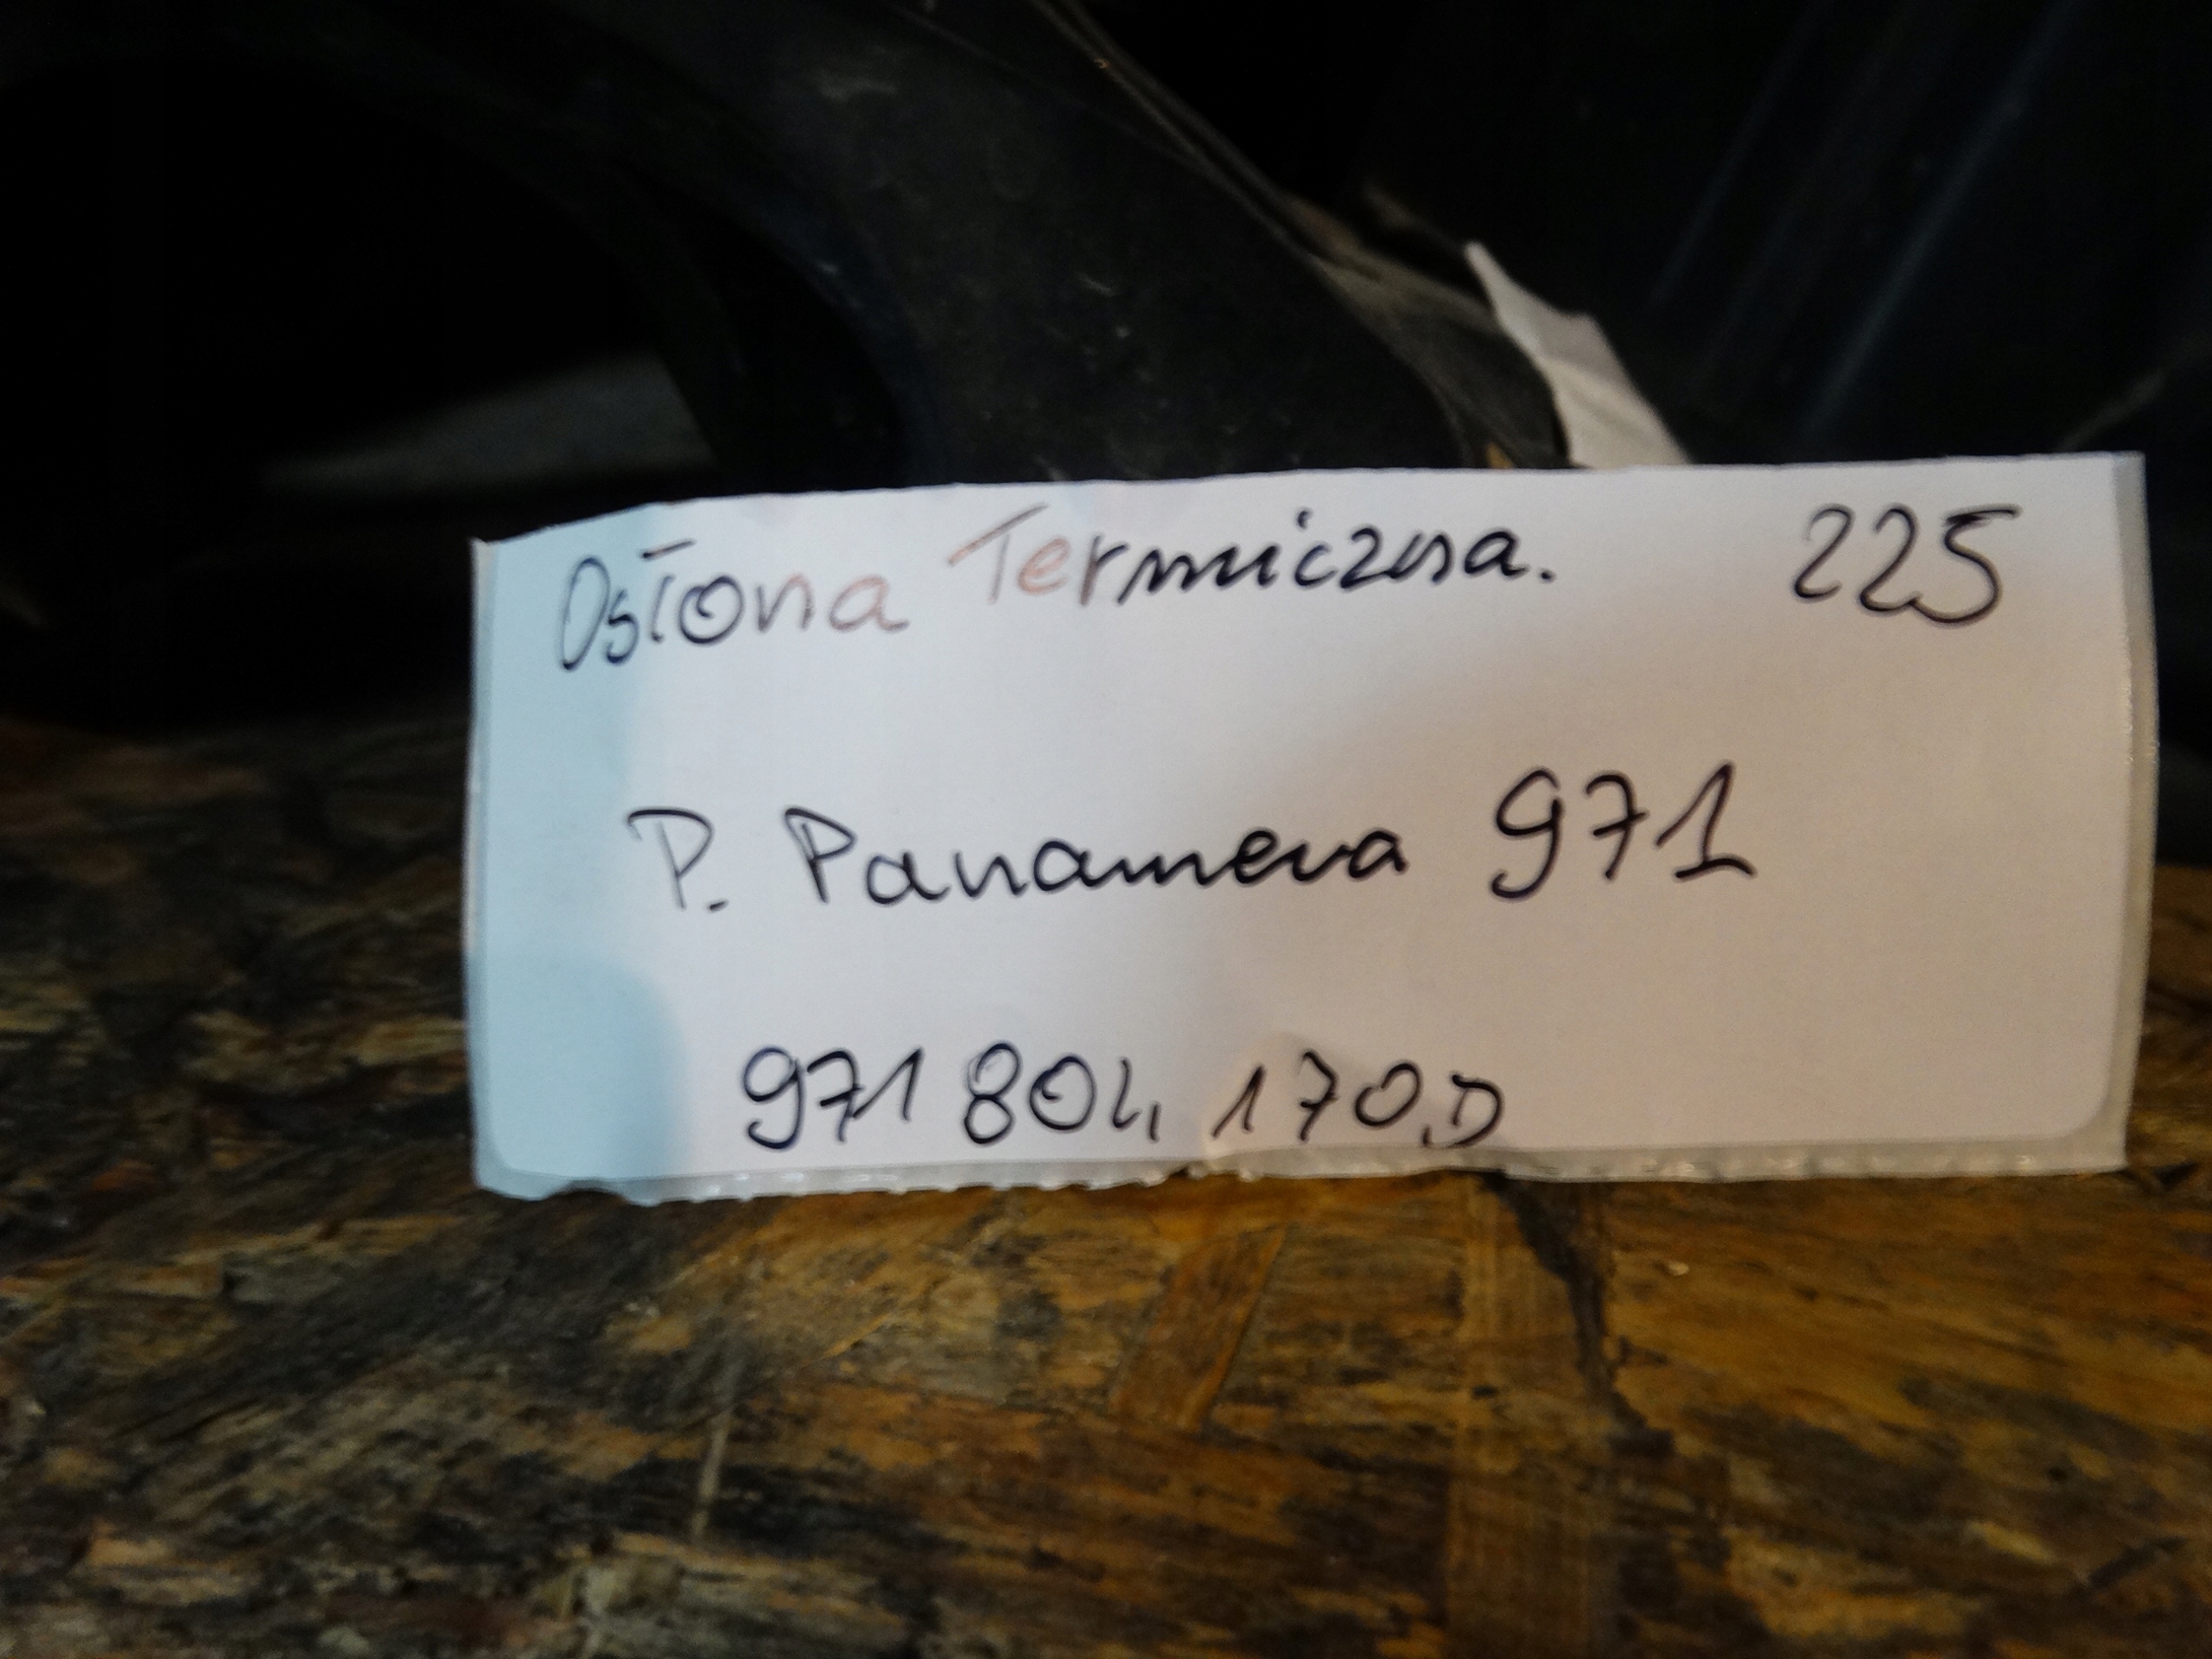 Osłona Termiczna. 225
P. Panamera 971
971 804 170 D